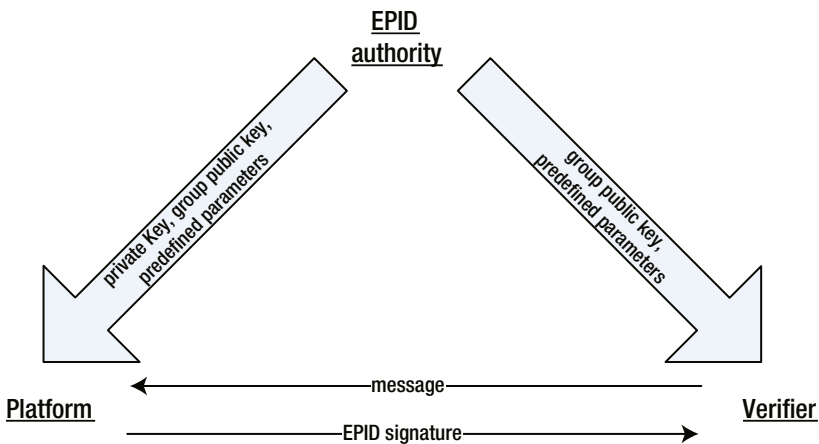 EPID
authority
private Key, group public key,
predefined parameters
group public key,
predefined parameters
message
Platform
Verifier
EPID signature